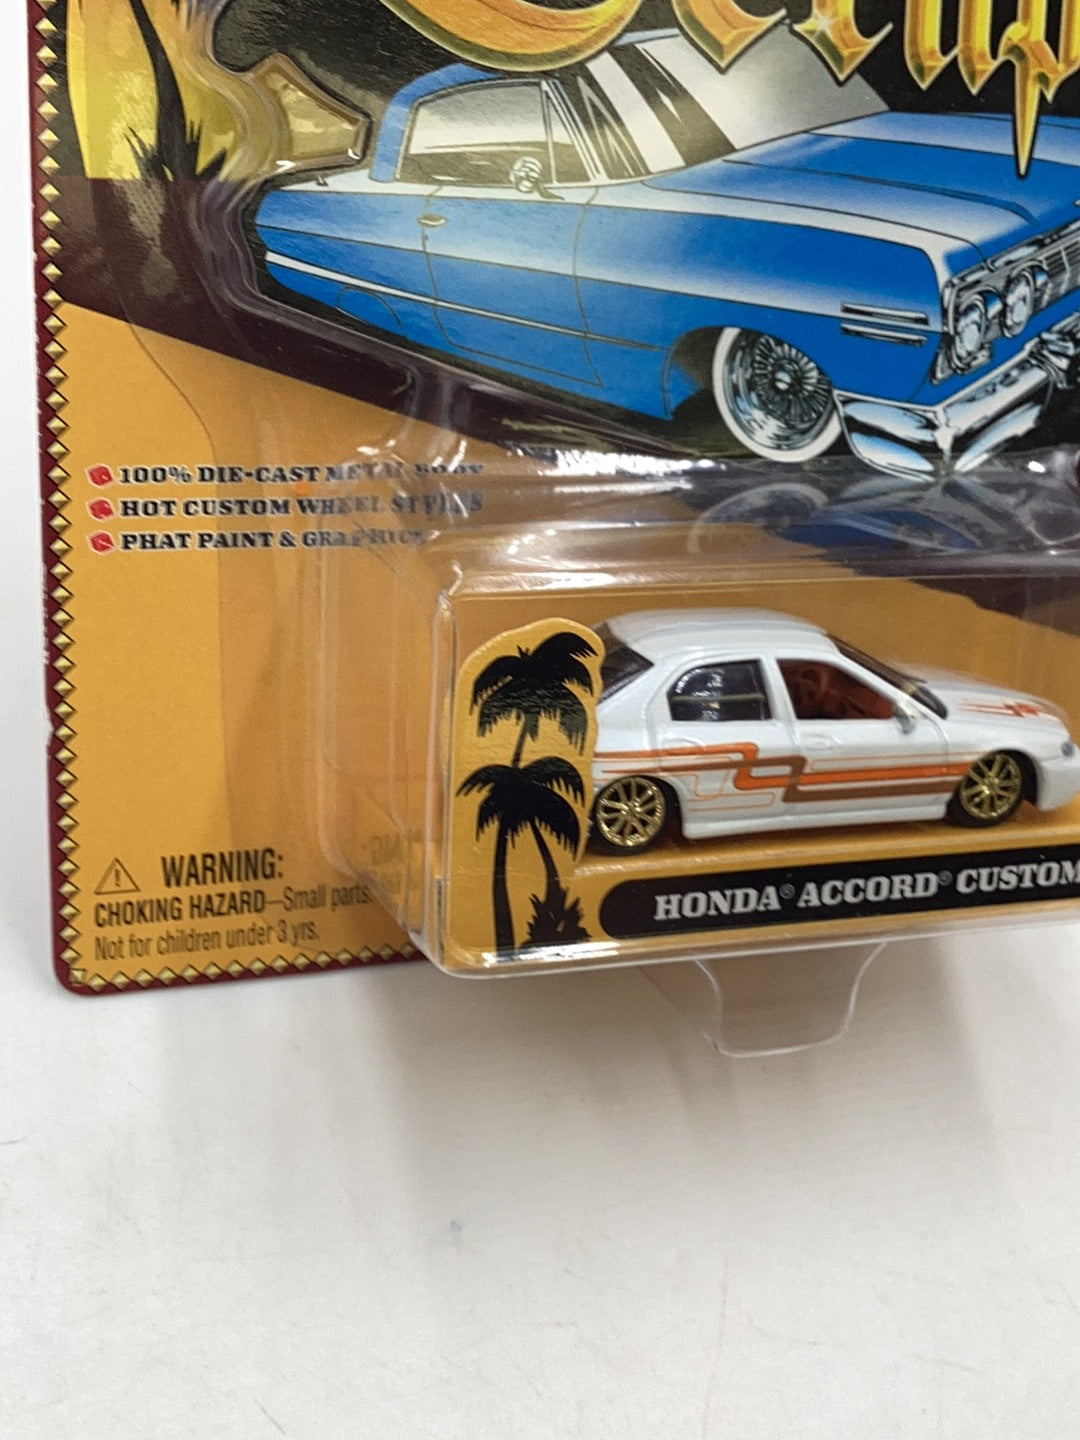 100% DIE-CAST METAL BODY
HOT CUSTOM WHEEL STYLES
PHAT PAINT & GRAPHICS
WARNING:
CHOKING HAZARD—Small parts.
Not for children under 3 yrs.
HONDA® ACCORD® CUSTOM